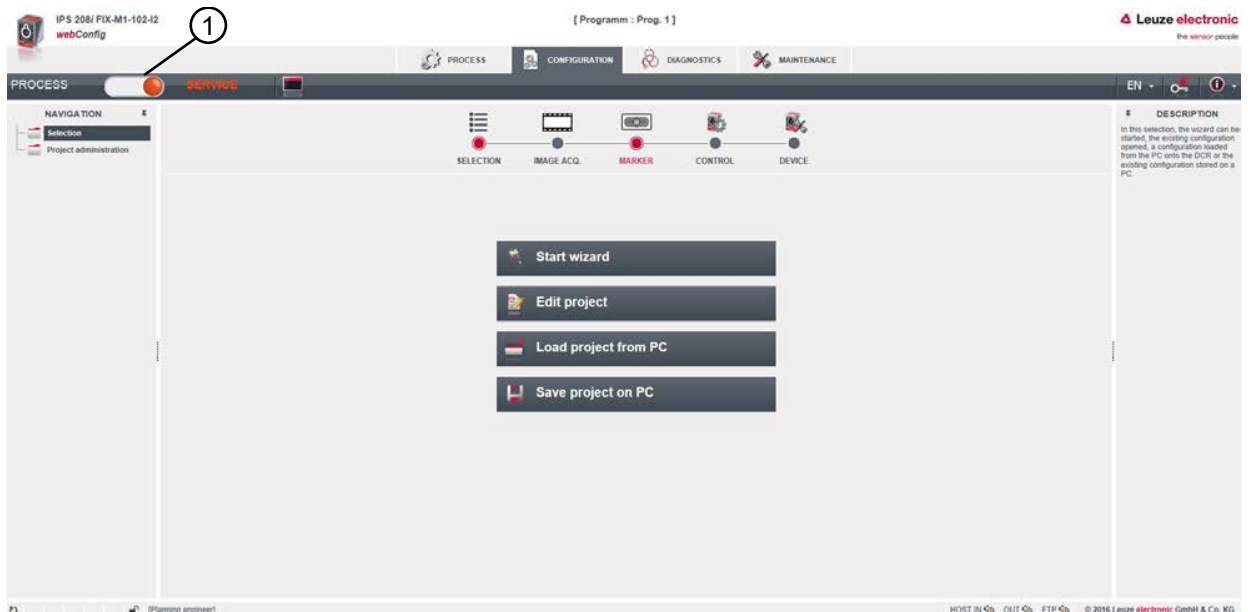 IPS 208i FIX-M1-102-I2
webConfig
1
[ Programm : Prog. 1 ]
Leuze electronic
the sensor people
PROCESS
CONFIGURATION
DIAGNOSTICS
MAINTENANCE
PROCESS
SERVICE
EN
NAVIGATION
Selection
Project administration
SELECTION
IMAGE ACQ.
MARKER
CONTROL
DEVICE
DESCRIPTION
In this selection, the wizard can be
started, the existing configuration
opened, a configuration loaded
from the PC onto the DCR or the
existing configuration stored on a
PC.
Start wizard
Edit project
Load project from PC
Save project on PC
[Planning engineer]
HOST IN OUT FTP
© 2016 Leuze electronic GmbH & Co. KG